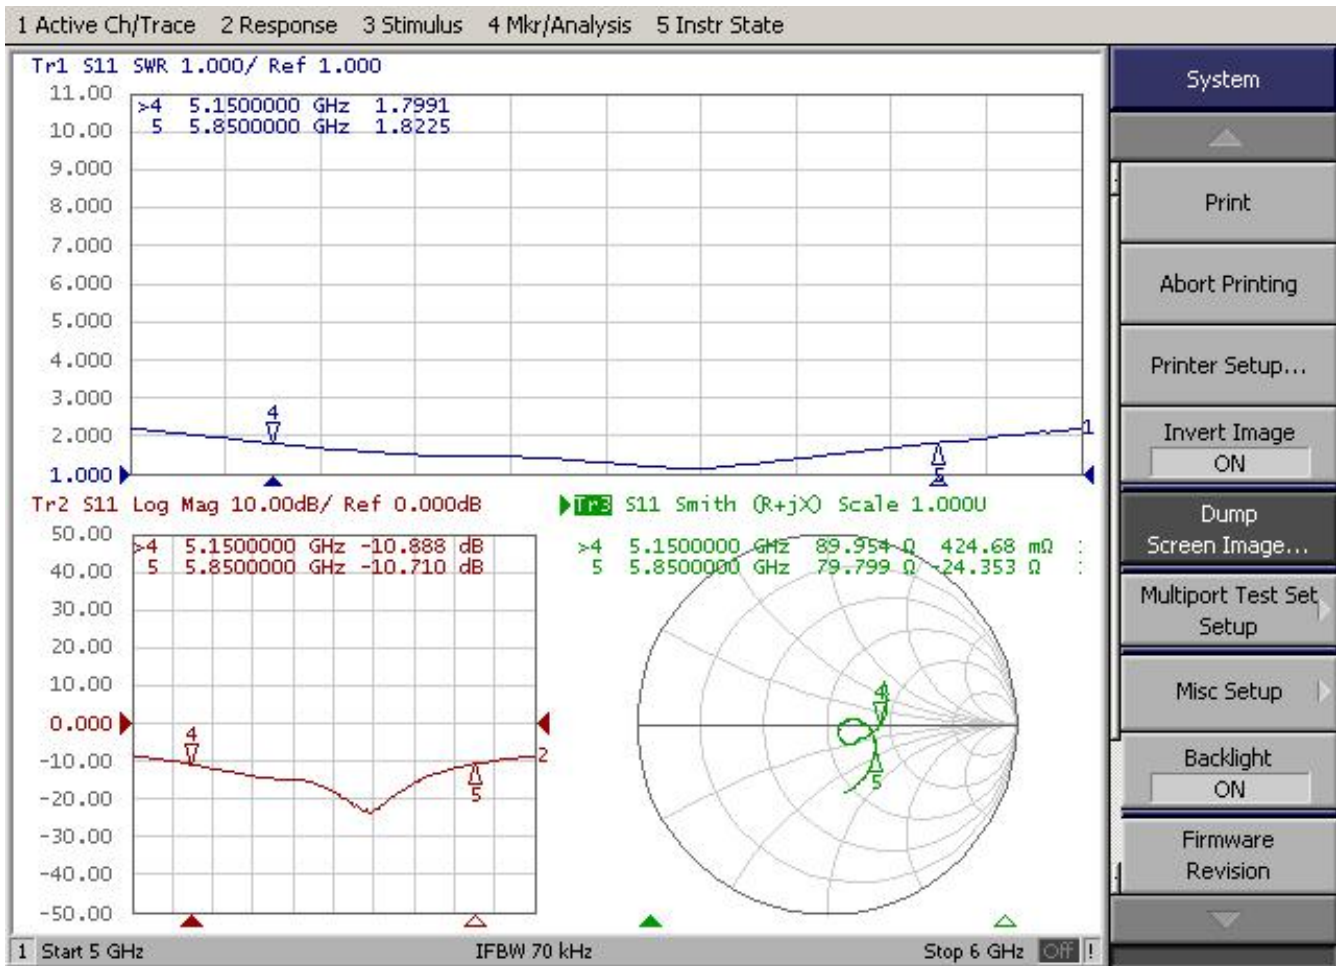 1 Active Ch/Trace 2 Response 3 Stimulus 4 Mkr/Analysis 5 Instr State
Tr1 S11 SWR 1.000/ Ref 1.000
11.00
10.00
9.000
8.000
7.000
6.000
5.000
4.000
3.000
2.000
1.000
>4 5.1500000 GHz 1.7991
5 5.8500000 GHz 1.8225
4
5
1
Tr2 S11 Log Mag 10.00dB/ Ref 0.000dB
50.00
40.00
30.00
20.00
10.00
0.000
-10.00
-20.00
-30.00
-40.00
-50.00
>4 5.1500000 GHz -10.888 dB
5 5.8500000 GHz -10.710 dB
4
5
2
Tr3 S11 Smith (R+jX) Scale 1.000U
>4 5.1500000 GHz 89.954 Ω 424.68 mΩ
5 5.8500000 GHz 79.799 Ω -24.353 Ω
4
5
1 Start 5 GHz IFBW 70 kHz Stop 6 GHz Off !
System
Print
Abort Printing
Printer Setup...
Invert Image
ON
Dump
Screen Image...
Multiport Test Set
Setup
Misc Setup
Backlight
ON
Firmware
Revision